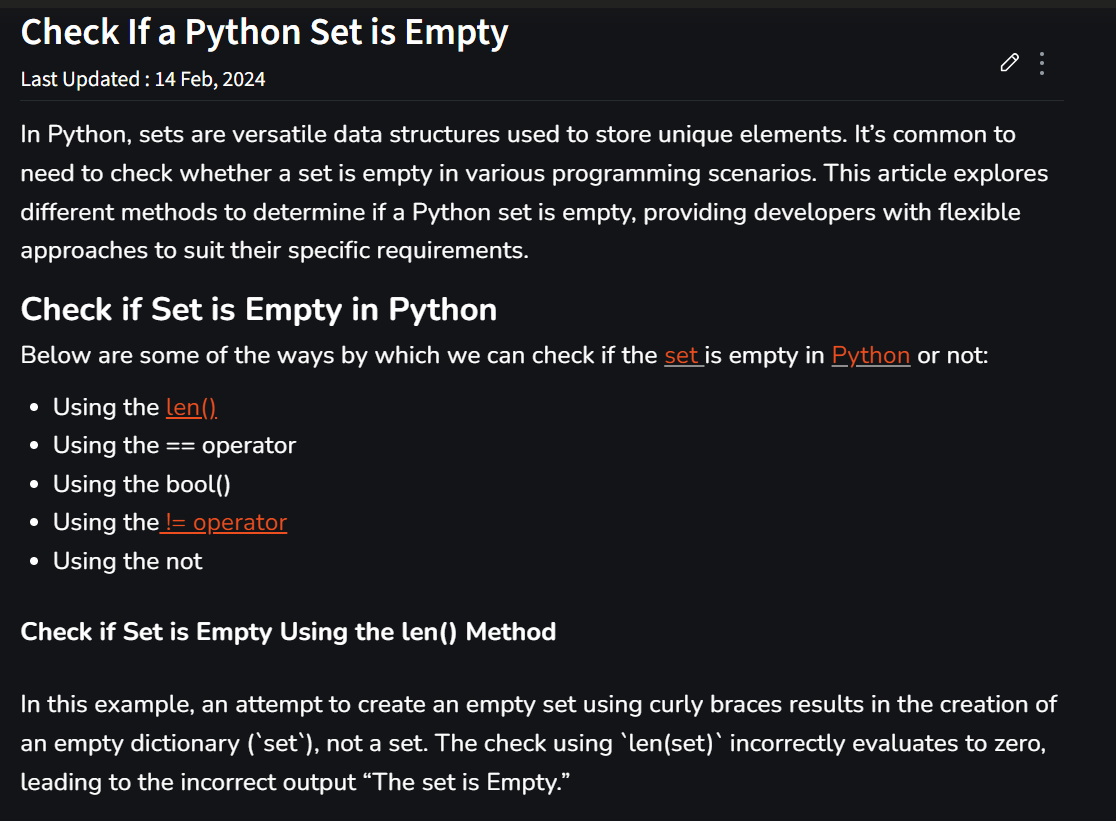 Check If a Python Set is Empty
Last Updated : 14 Feb, 2024
In Python, sets are versatile data structures used to store unique elements. It’s common to
need to check whether a set is empty in various programming scenarios. This article explores
different methods to determine if a Python set is empty, providing developers with flexible
approaches to suit their specific requirements.
Check if Set is Empty in Python
Below are some of the ways by which we can check if the set is empty in Python or not:
• Using the len()
• Using the == operator
• Using the bool()
• Using the != operator
• Using the not
Check if Set is Empty Using the len() Method
In this example, an attempt to create an empty set using curly braces results in the creation of
an empty dictionary (`set`), not a set. The check using `len(set)` incorrectly evaluates to zero,
leading to the incorrect output “The set is Empty.”